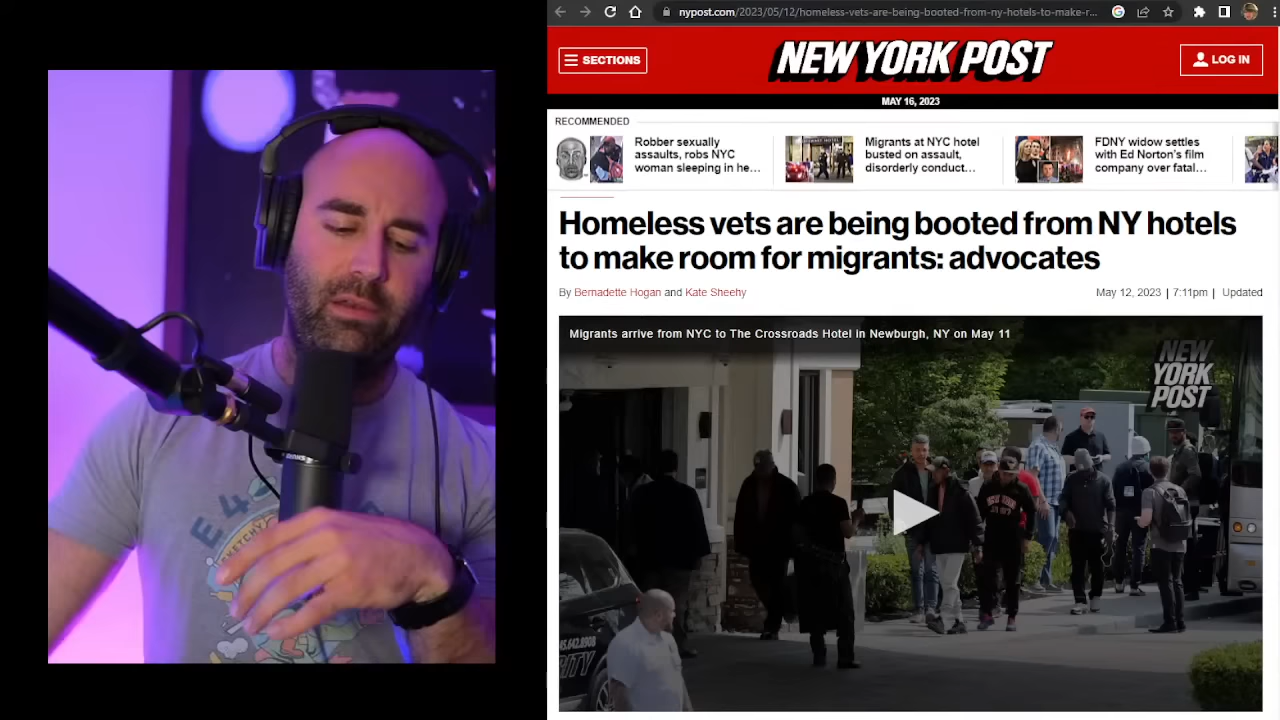 nypost.com/2023/05/12/homeless-vets-are-being-booted-from-ny-hotels-to-make-r...
SECTIONS
NEW YORK POST
LOG IN
MAY 16, 2023
RECOMMENDED
Robber sexually
assaults, robs NYC
woman sleeping in he...
Migrants at NYC hotel
busted on assault,
disorderly conduct...
FDNY widow settles
with Ed Norton's film
company over fatal...
Homeless vets are being booted from NY hotels
to make room for migrants: advocates
By Bernadette Hogan and Kate Sheehy
May 12, 2023 | 7:11pm | Updated
Migrants arrive from NYC to The Crossroads Hotel in Newburgh, NY on May 11
NEW
YORK
POST
E 4